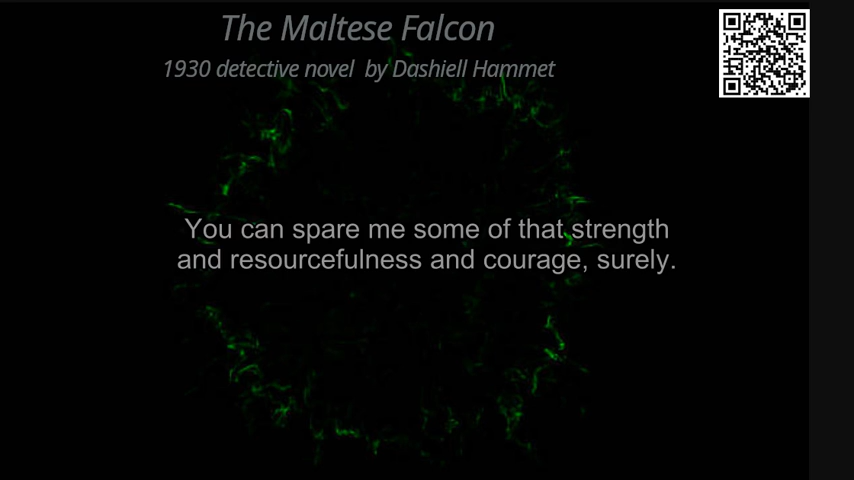 The Maltese Falcon
1930 detective novel by Dashiell Hammet
You can spare me some of that strength
and resourcefulness and courage, surely.